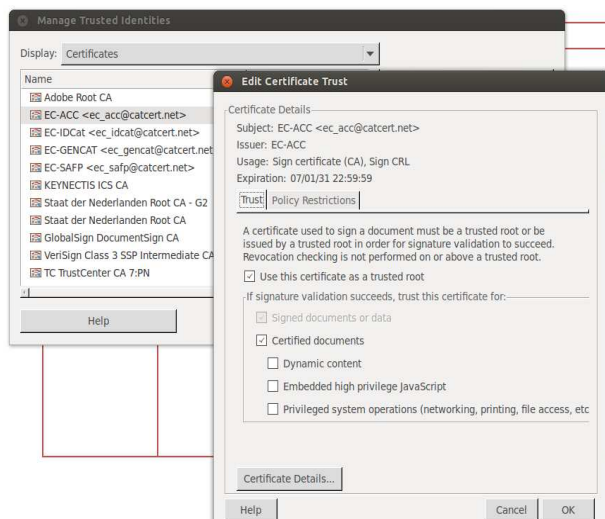 Manage Trusted Identities
Display: Certificates
Name
Adobe Root CA
EC-ACC <ec_acc@catcert.net>
EC-IDCat <ec_idcat@catcert.net>
EC-GENCAT <ec_gencat@catcert.net
EC-SAFP <ec_safp@catcert.net>
KEYNECTIS ICS CA
Staat der Nederlanden Root CA - G2
Staat der Nederlanden Root CA
GlobalSign DocumentSign CA
VeriSign Class 3 SSP Intermediate CA
TC TrustCenter CA 7:PN
Help
Edit Certificate Trust
Certificate Details
Subject: EC-ACC <ec_acc@catcert.net>
Issuer: EC-ACC
Usage: Sign certificate (CA), Sign CRL
Expiration: 07/01/31 22:59:59
Trust Policy Restrictions
A certificate used to sign a document must be a trusted root or be
issued by a trusted root in order for signature validation to succeed.
Revocation checking is not performed on or above a trusted root.
Use this certificate as a trusted root
If signature validation succeeds, trust this certificate for:
Signed documents or data
Certified documents
Dynamic content
Embedded high privilege JavaScript
Privileged system operations (networking, printing, file access, etc
Certificate Details...
Help Cancel OK